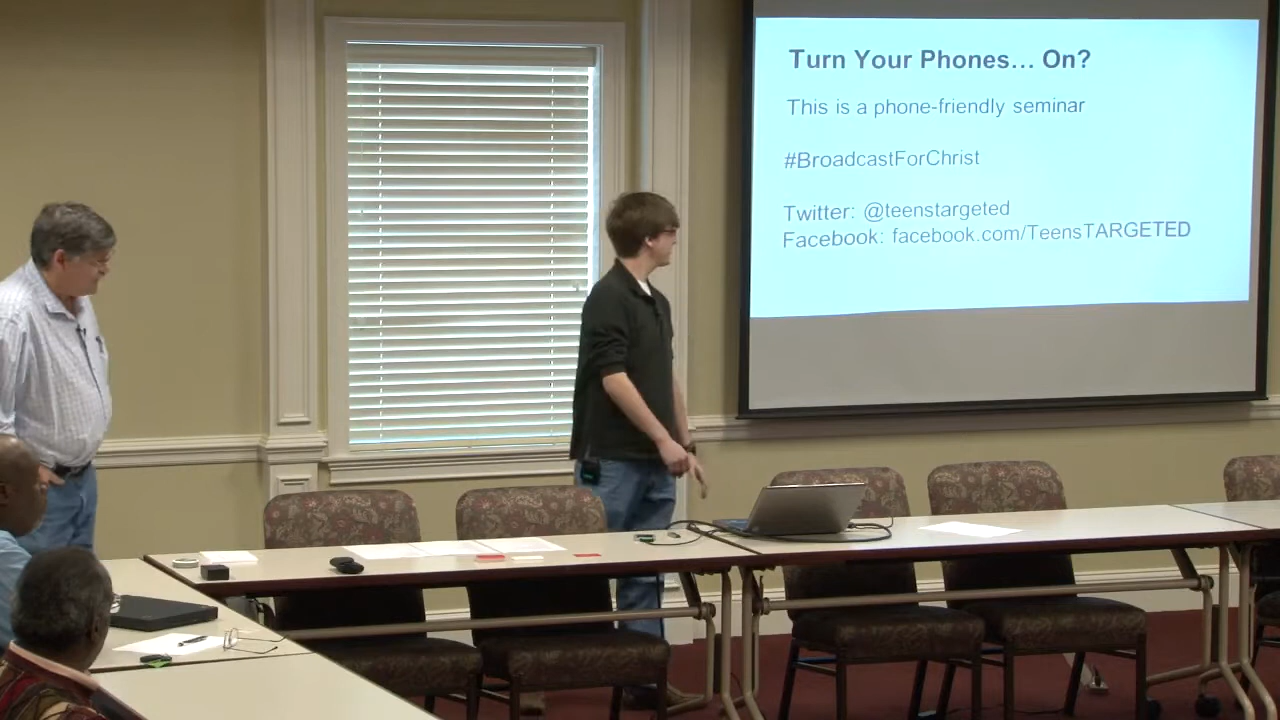 Turn Your Phones... On?
This is a phone-friendly seminar
#BroadcastForChrist
Twitter: @teenstargeted
Facebook: facebook.com/TeensTARGETED